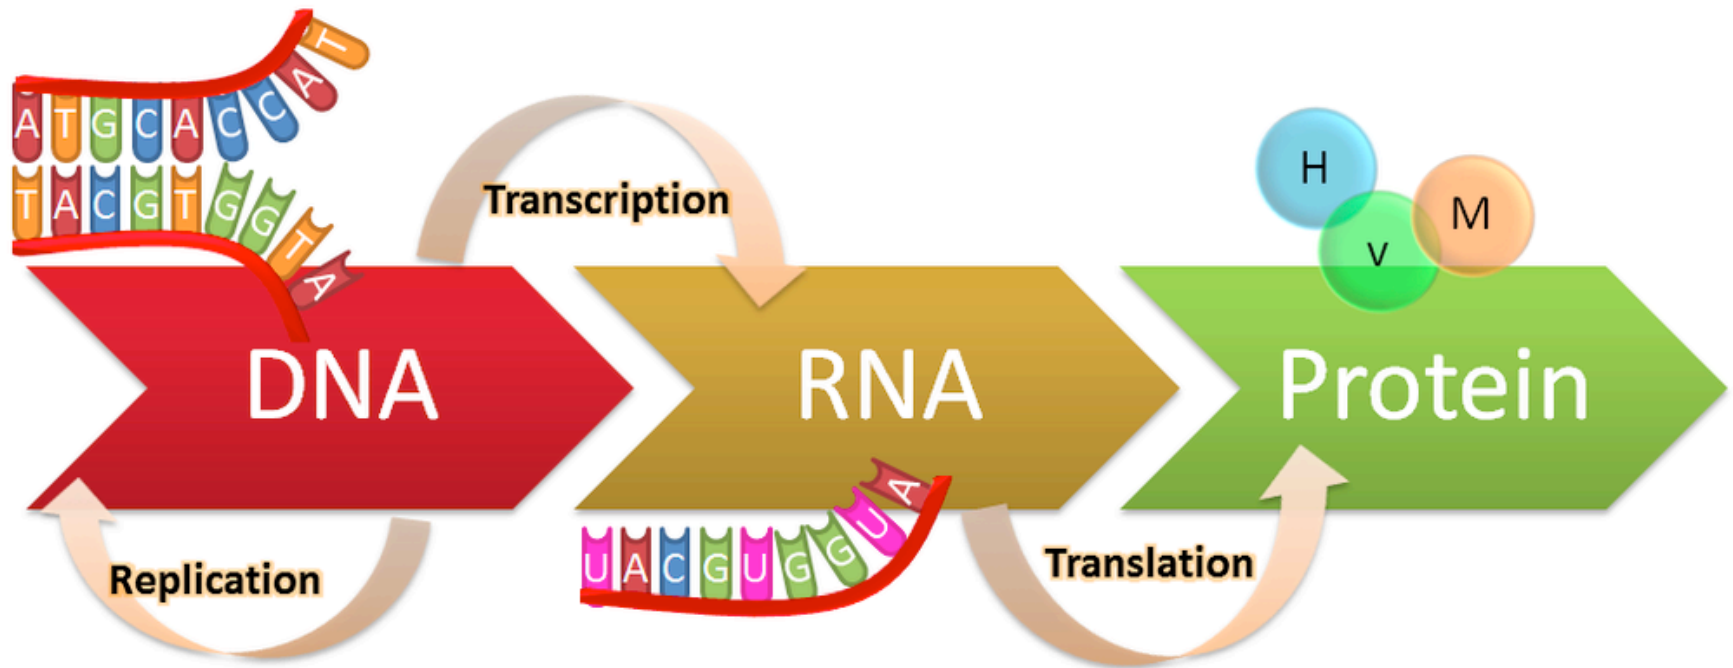 ATGCACCAT
TACGTGGTA
Transcription
H
V
M
DNA
RNA
Protein
UACGUGGUA
Replication
Translation